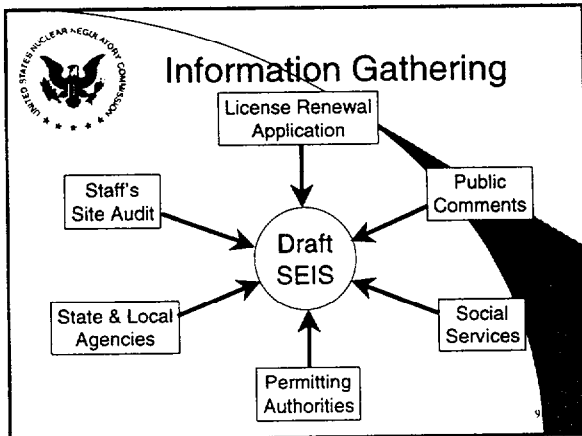 UNITED STATES NUCLEAR REGULATORY COMMISSION
Information Gathering
License Renewal
Application
Staff's
Site Audit
Public
Comments
Draft
SEIS
State & Local
Agencies
Social
Services
Permitting
Authorities
9